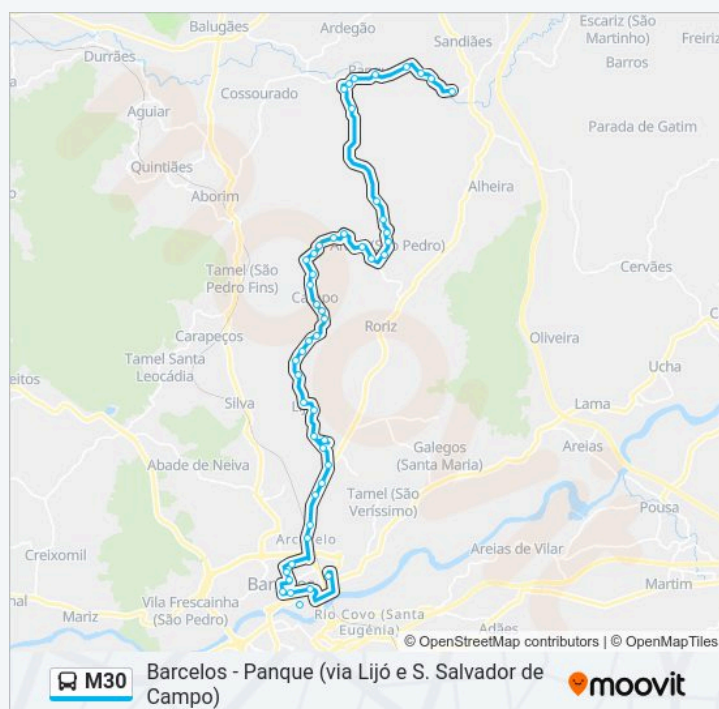 Balugães
Ardegão
Sandiães
Escariz (São
Martinho)
Freiriz
Durrães
Barros
Cossourado
Aguiar
Parada de Gatim
Quintiães
Alheira
Aborim
(São Pedro)
Tamel (São
Pedro Fins)
Cervães
Carapeços
Roriz
Oliveira
Tamel Santa
Leocádia
Ucha
Silva
Lama
Galegos
(Santa Maria)
Areias
Abade de Neiva
Tamel (São
Veríssimo)
Pousa
Creixomil
Areias de Vilar
Martim
Vila Frescainha
(São Pedro)
Mariz
Rio Covo (Santa
Eugénia)
Adães
© OpenStreetMap contributors | © OpenMapTiles
M30
Barcelos - Panque (via Lijó e S. Salvador de
Campo)
moovit